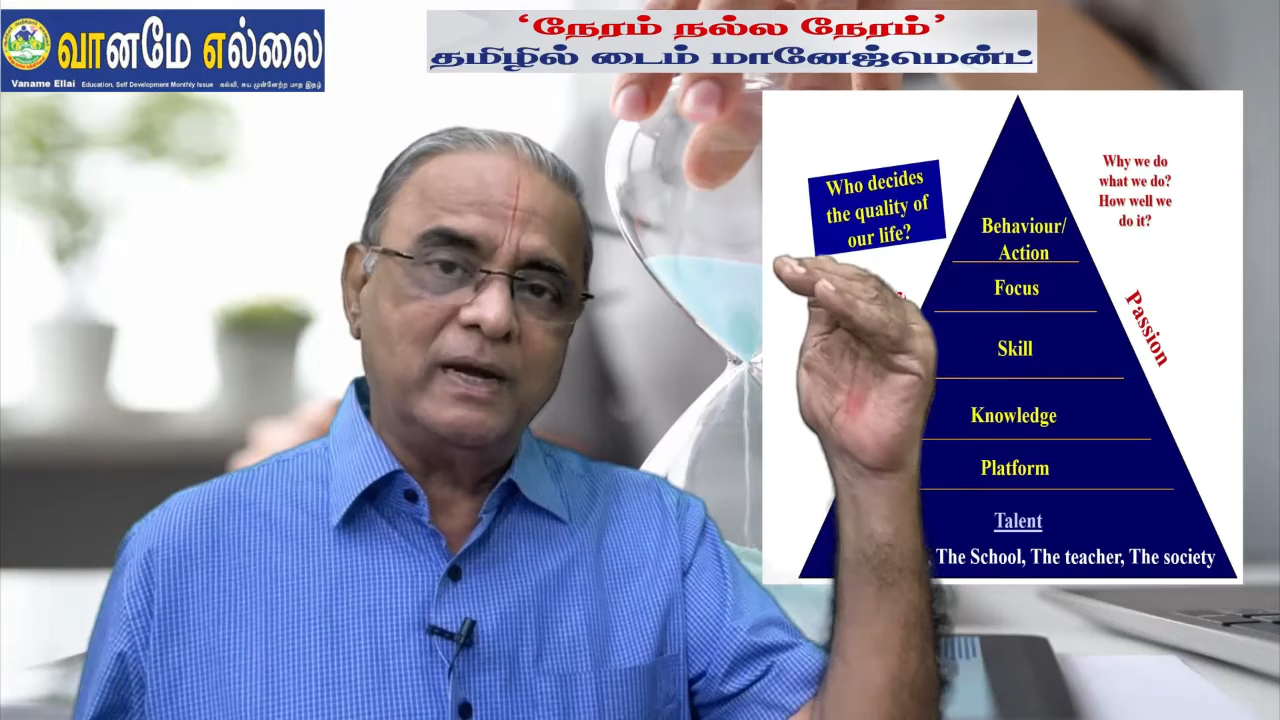 வானமே எல்லை
Vaname Ellai Education, Self Development Monthly Issue கல்வி, சுய முன்னேற்ற மாத இதழ்
‘நேரம் நல்ல நேரம்’
தமிழில் டைம் மானேஜ்மென்ட்
Who decides
the quality of
our life?
Why we do
what we do?
How well we
do it?
Behaviour/
Action
Focus
Passion
Skill
Knowledge
Platform
Talent
The School, The teacher, The society